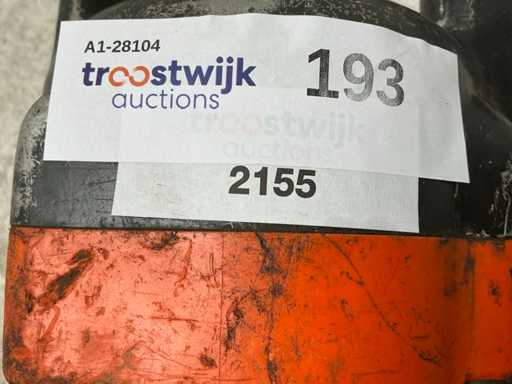 A1-28104
troostwijk
auctions
193
troostwijk
auctions
2155